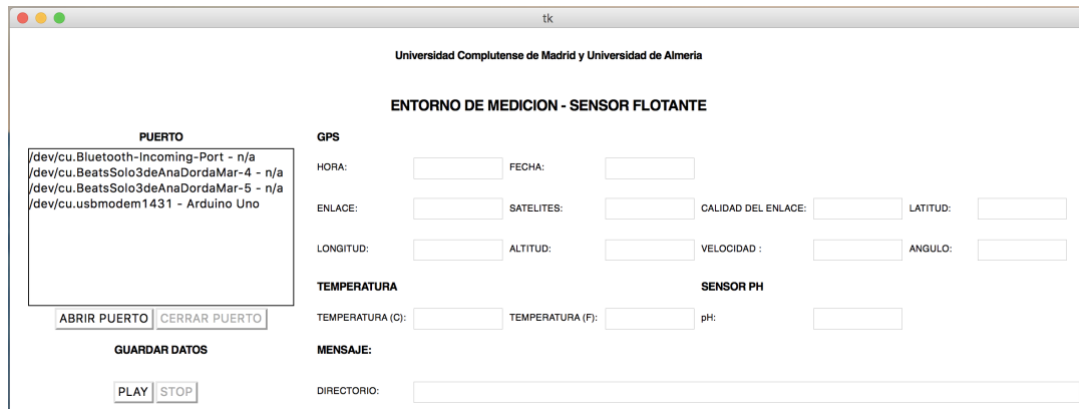 tk
Universidad Complutense de Madrid y Universidad de Almeria
ENTORNO DE MEDICION - SENSOR FLOTANTE
PUERTO
/dev/cu.Bluetooth-Incoming-Port - n/a
/dev/cu.BeatsSolo3deAnaDordaMar-4 - n/a
/dev/cu.BeatsSolo3deAnaDordaMar-5 - n/a
/dev/cu.usbmodem1431 - Arduino Uno
ABRIR PUERTO CERRAR PUERTO
GUARDAR DATOS
PLAY STOP
GPS
HORA: FECHA:
ENLACE: SATELITES: CALIDAD DEL ENLACE: LATITUD:
LONGITUD: ALTITUD: VELOCIDAD : ANGULO:
TEMPERATURA SENSOR PH
TEMPERATURA (C): TEMPERATURA (F): pH:
MENSAJE:
DIRECTORIO: